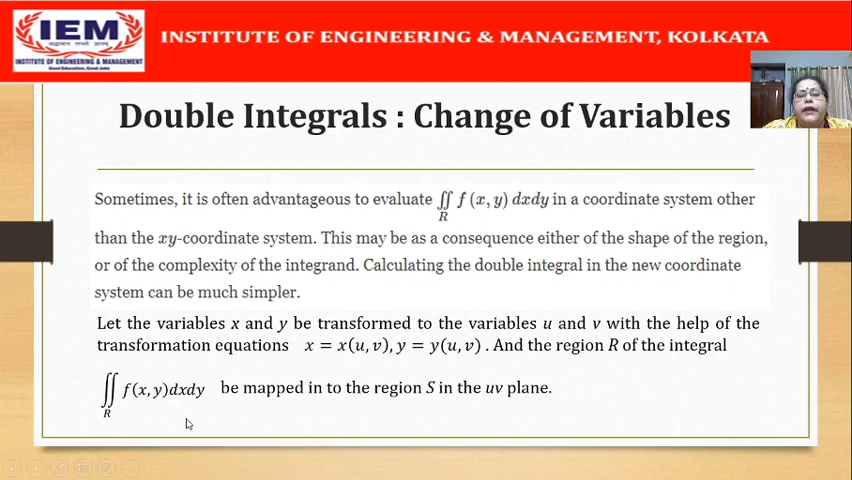 IEM
INSTITUTE OF ENGINEERING & MANAGEMENT
Good Education, Good Jobs
INSTITUTE OF ENGINEERING & MANAGEMENT, KOLKATA
Double Integrals : Change of Variables
Sometimes, it is often advantageous to evaluate ∬ f (x, y) dxdy in a coordinate system other
R
than the xy-coordinate system. This may be as a consequence either of the shape of the region,
or of the complexity of the integrand. Calculating the double integral in the new coordinate
system can be much simpler.
Let the variables x and y be transformed to the variables u and v with the help of the
transformation equations x = x(u, v), y = y(u, v) . And the region R of the integral
∬ f(x, y)dxdy be mapped in to the region S in the uv plane.
R